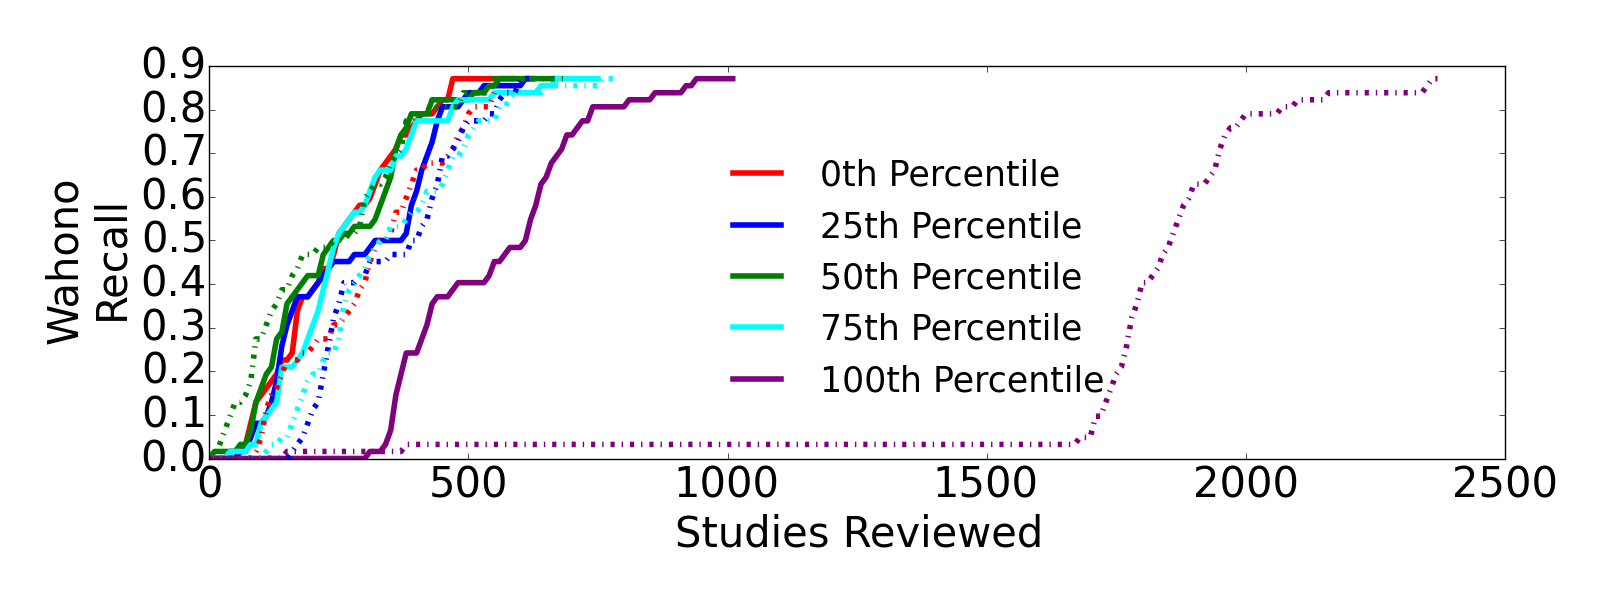 Wahono
Recall
0.9
0.8
0.7
0.6
0.5
0.4
0.3
0.2
0.1
0.0
0th Percentile
25th Percentile
50th Percentile
75th Percentile
100th Percentile
0
500
1000
1500
2000
2500
Studies Reviewed